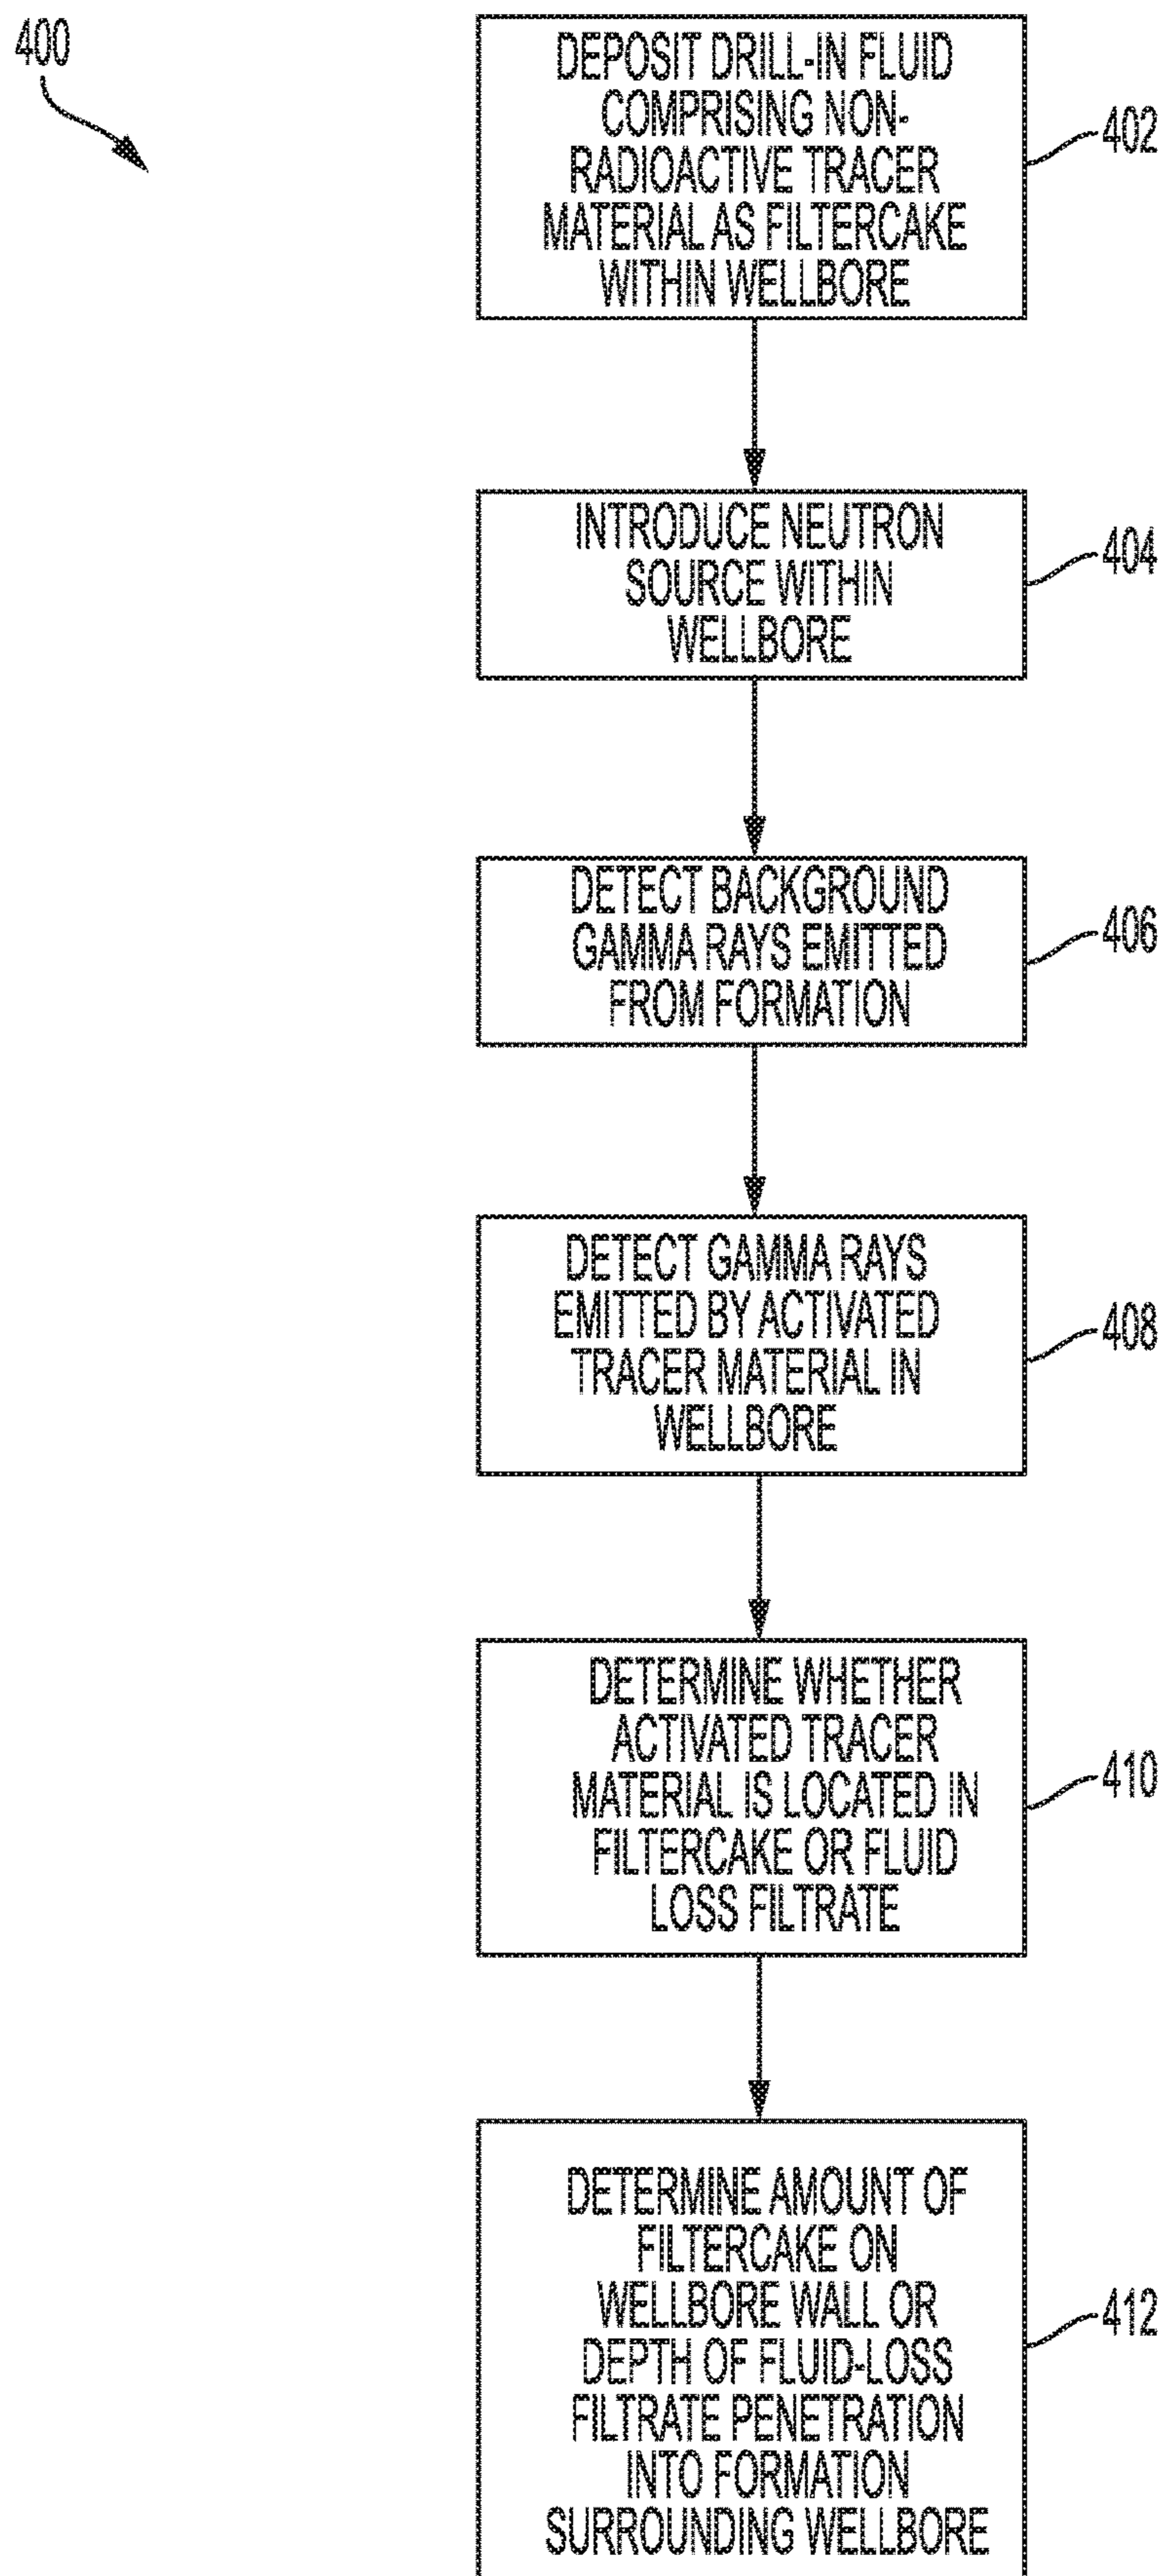 400
DEPOSIT DRILL-IN FLUID
COMPRISING NON-
RADIOACTIVE TRACER
MATERIAL AS FILTERCAKE
WITHIN WELLBORE
402
INTRODUCE NEUTRON
SOURCE WITHIN
WELLBORE
404
DETECT BACKGROUND
GAMMA RAYS EMITTED
FROM FORMATION
406
DETECT GAMMA RAYS
EMITTED BY ACTIVATED
TRACER MATERIAL IN
WELLBORE
408
DETERMINE WHETHER
ACTIVATED TRACER
MATERIAL IS LOCATED IN
FILTERCAKE OR FLUID
LOSS FILTRATE
410
DETERMINE AMOUNT OF
FILTERCAKE ON
WELLBORE WALL OR
DEPTH OF FLUID-LOSS
FILTRATE PENETRATION
INTO FORMATION
SURROUNDING WELLBORE
412